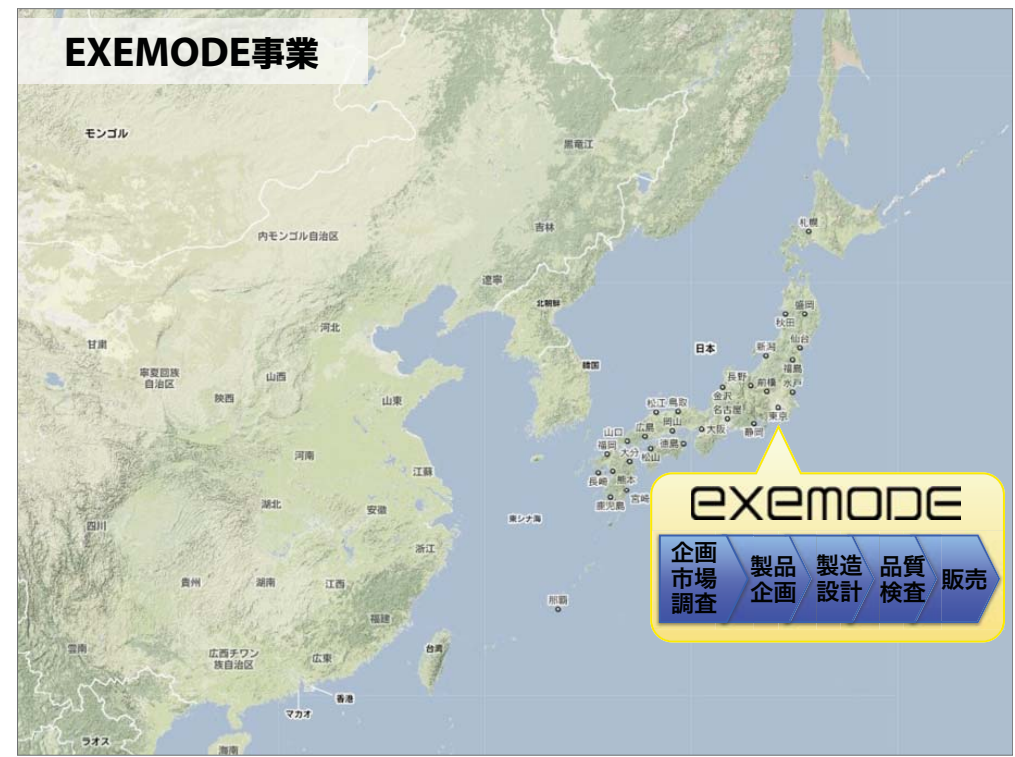 EXEMODE事業
モンゴル
黒竜江
札幌
吉林
内モンゴル自治区
遼寧
北朝鮮
盛岡
秋田
河北
仙台
甘粛
日本
新潟
韓国
福島
寧夏回族
自治区
山西
長野
前橋
水戸
陝西
山東
金沢
松江
鳥取
名古屋
東京
岡山
広島
大阪
静岡
山口
徳島
福岡
大分
松山
河南
江蘇
長崎
熊本
宮崎
湖北
安徽
鹿児島
東シナ海
四川
浙江
貴州
湖南
江西
那覇
福建
雲南
広西チワン
族自治区
広東
台湾
香港
マカオ
ラオス
海南
exemode
企画
市場
調査
製品
企画
製造
設計
品質
検査
販売